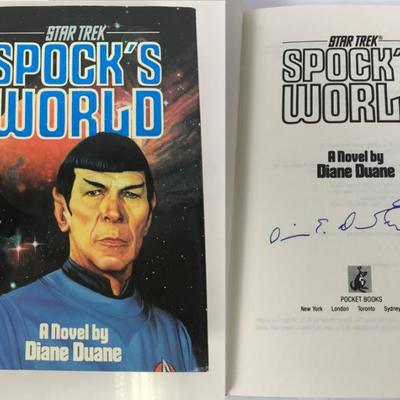 STAR TREK
SPOCK'S
WORLD
A Novel by
Diane Duane
STAR TREK®
SPOCK'
WORL
A Novel by
Diane Duane
POCKET BOOKS
New York London Toronto Sydney